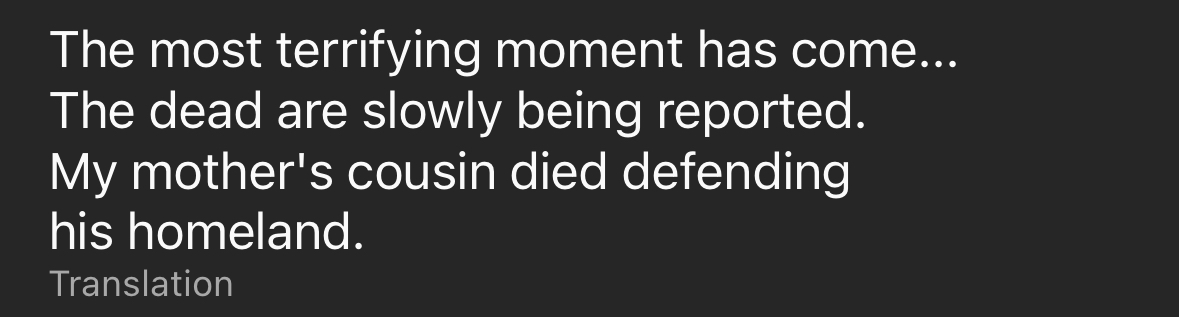 The most terrifying moment has come...
The dead are slowly being reported.
My mother's cousin died defending
his homeland.
Translation